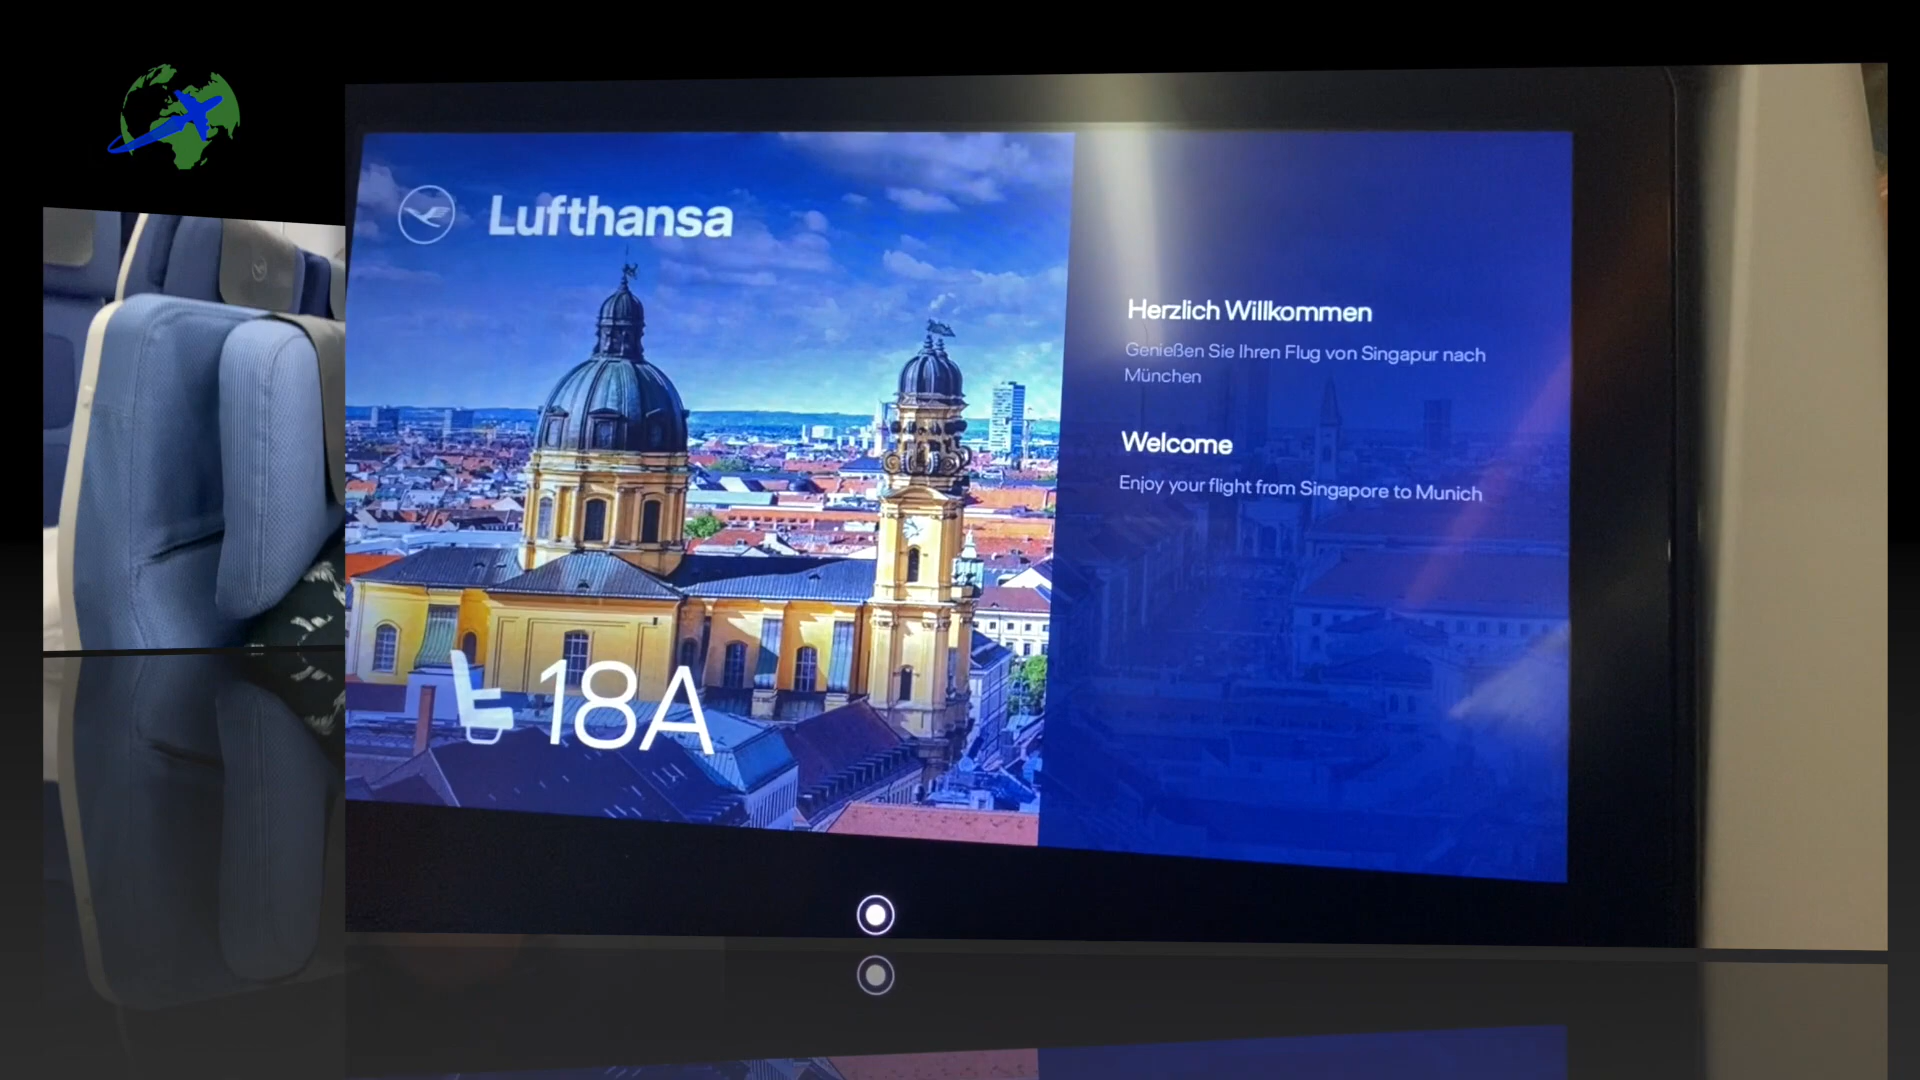 Lufthansa
18A
Herzlich Willkommen
Genießen Sie Ihren Flug von Singapur nach
München
Welcome
Enjoy your flight from Singapore to Munich